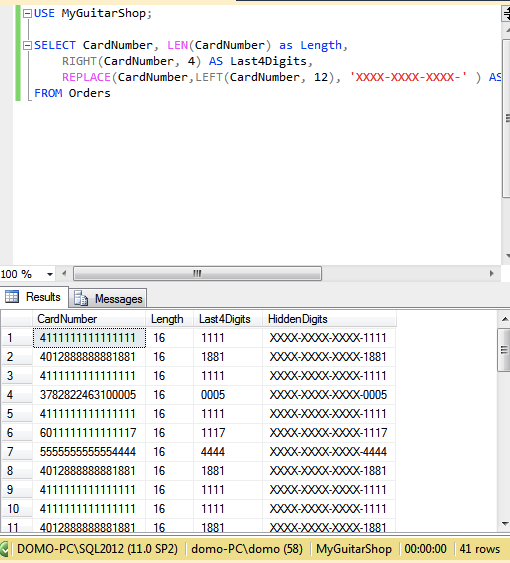 USE MyGuitarShop;
SELECT CardNumber, LEN(CardNumber) as Length,
RIGHT(CardNumber, 4) AS Last4Digits,
REPLACE(CardNumber,LEFT(CardNumber, 12), 'XXXX-XXXX-XXXX-' ) AS
FROM Orders
100 %
Results Messages
CardNumber Length Last4Digits HiddenDigits
1 4111111111111111 16 1111 XXXX-XXXX-XXXX-1111
2 4012888888881881 16 1881 XXXX-XXXX-XXXX-1881
3 4111111111111111 16 1111 XXXX-XXXX-XXXX-1111
4 3782822463100005 16 0005 XXXX-XXXX-XXXX-0005
5 4111111111111111 16 1111 XXXX-XXXX-XXXX-1111
6 6011111111111117 16 1117 XXXX-XXXX-XXXX-1117
7 5555555555554444 16 4444 XXXX-XXXX-XXXX-4444
8 4012888888881881 16 1881 XXXX-XXXX-XXXX-1881
9 4111111111111111 16 1111 XXXX-XXXX-XXXX-1111
10 4111111111111111 16 1111 XXXX-XXXX-XXXX-1111
11 4012888888881881 16 1881 XXXX-XXXX-XXXX-1881
DOMO-PC\SQL2012 (11.0 SP2) domo-PC\domo (58) MyGuitarShop 00:00:00 41 rows